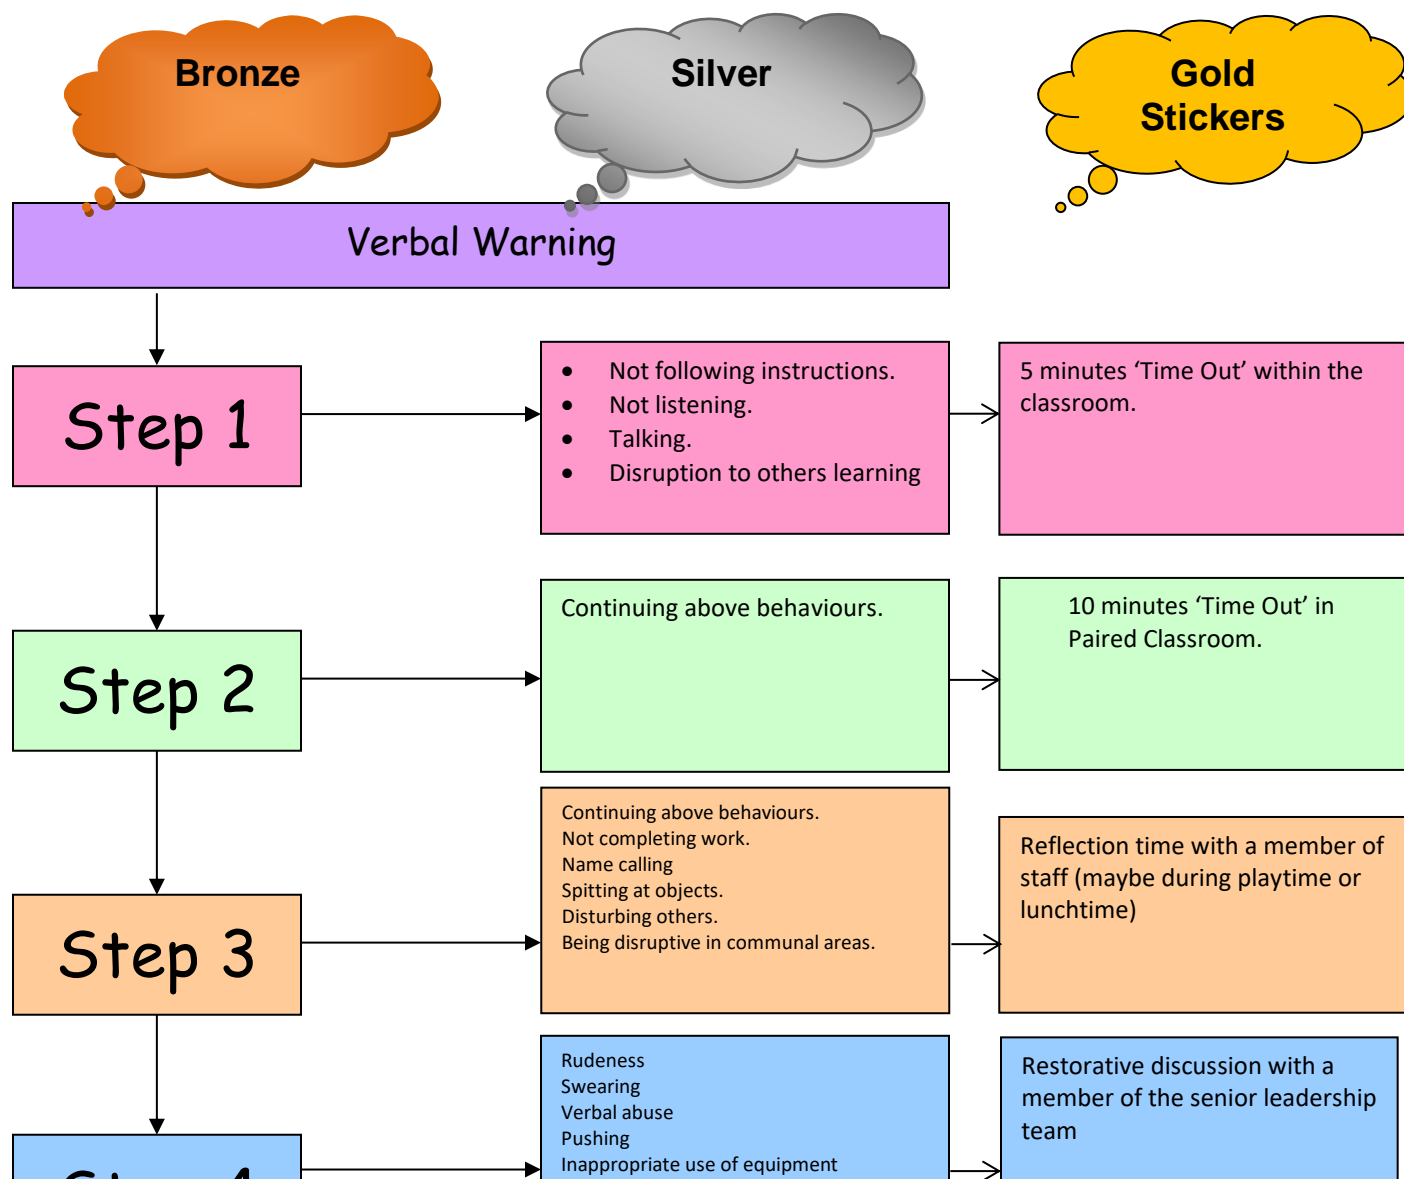 Bronze
Silver
Gold
Stickers
Verbal Warning
Step 1
• Not following instructions.
• Not listening.
• Talking.
• Disruption to others learning
5 minutes ‘Time Out’ within the
classroom.
Step 2
Continuing above behaviours.
10 minutes ‘Time Out’ in
Paired Classroom.
Step 3
Continuing above behaviours.
Not completing work.
Name calling
Spitting at objects.
Disturbing others.
Being disruptive in communal areas.
Reflection time with a member of
staff (maybe during playtime or
lunchtime)
Step 4
Rudeness
Swearing
Verbal abuse
Pushing
Inappropriate use of equipment
Restorative discussion with a
member of the senior leadership
team